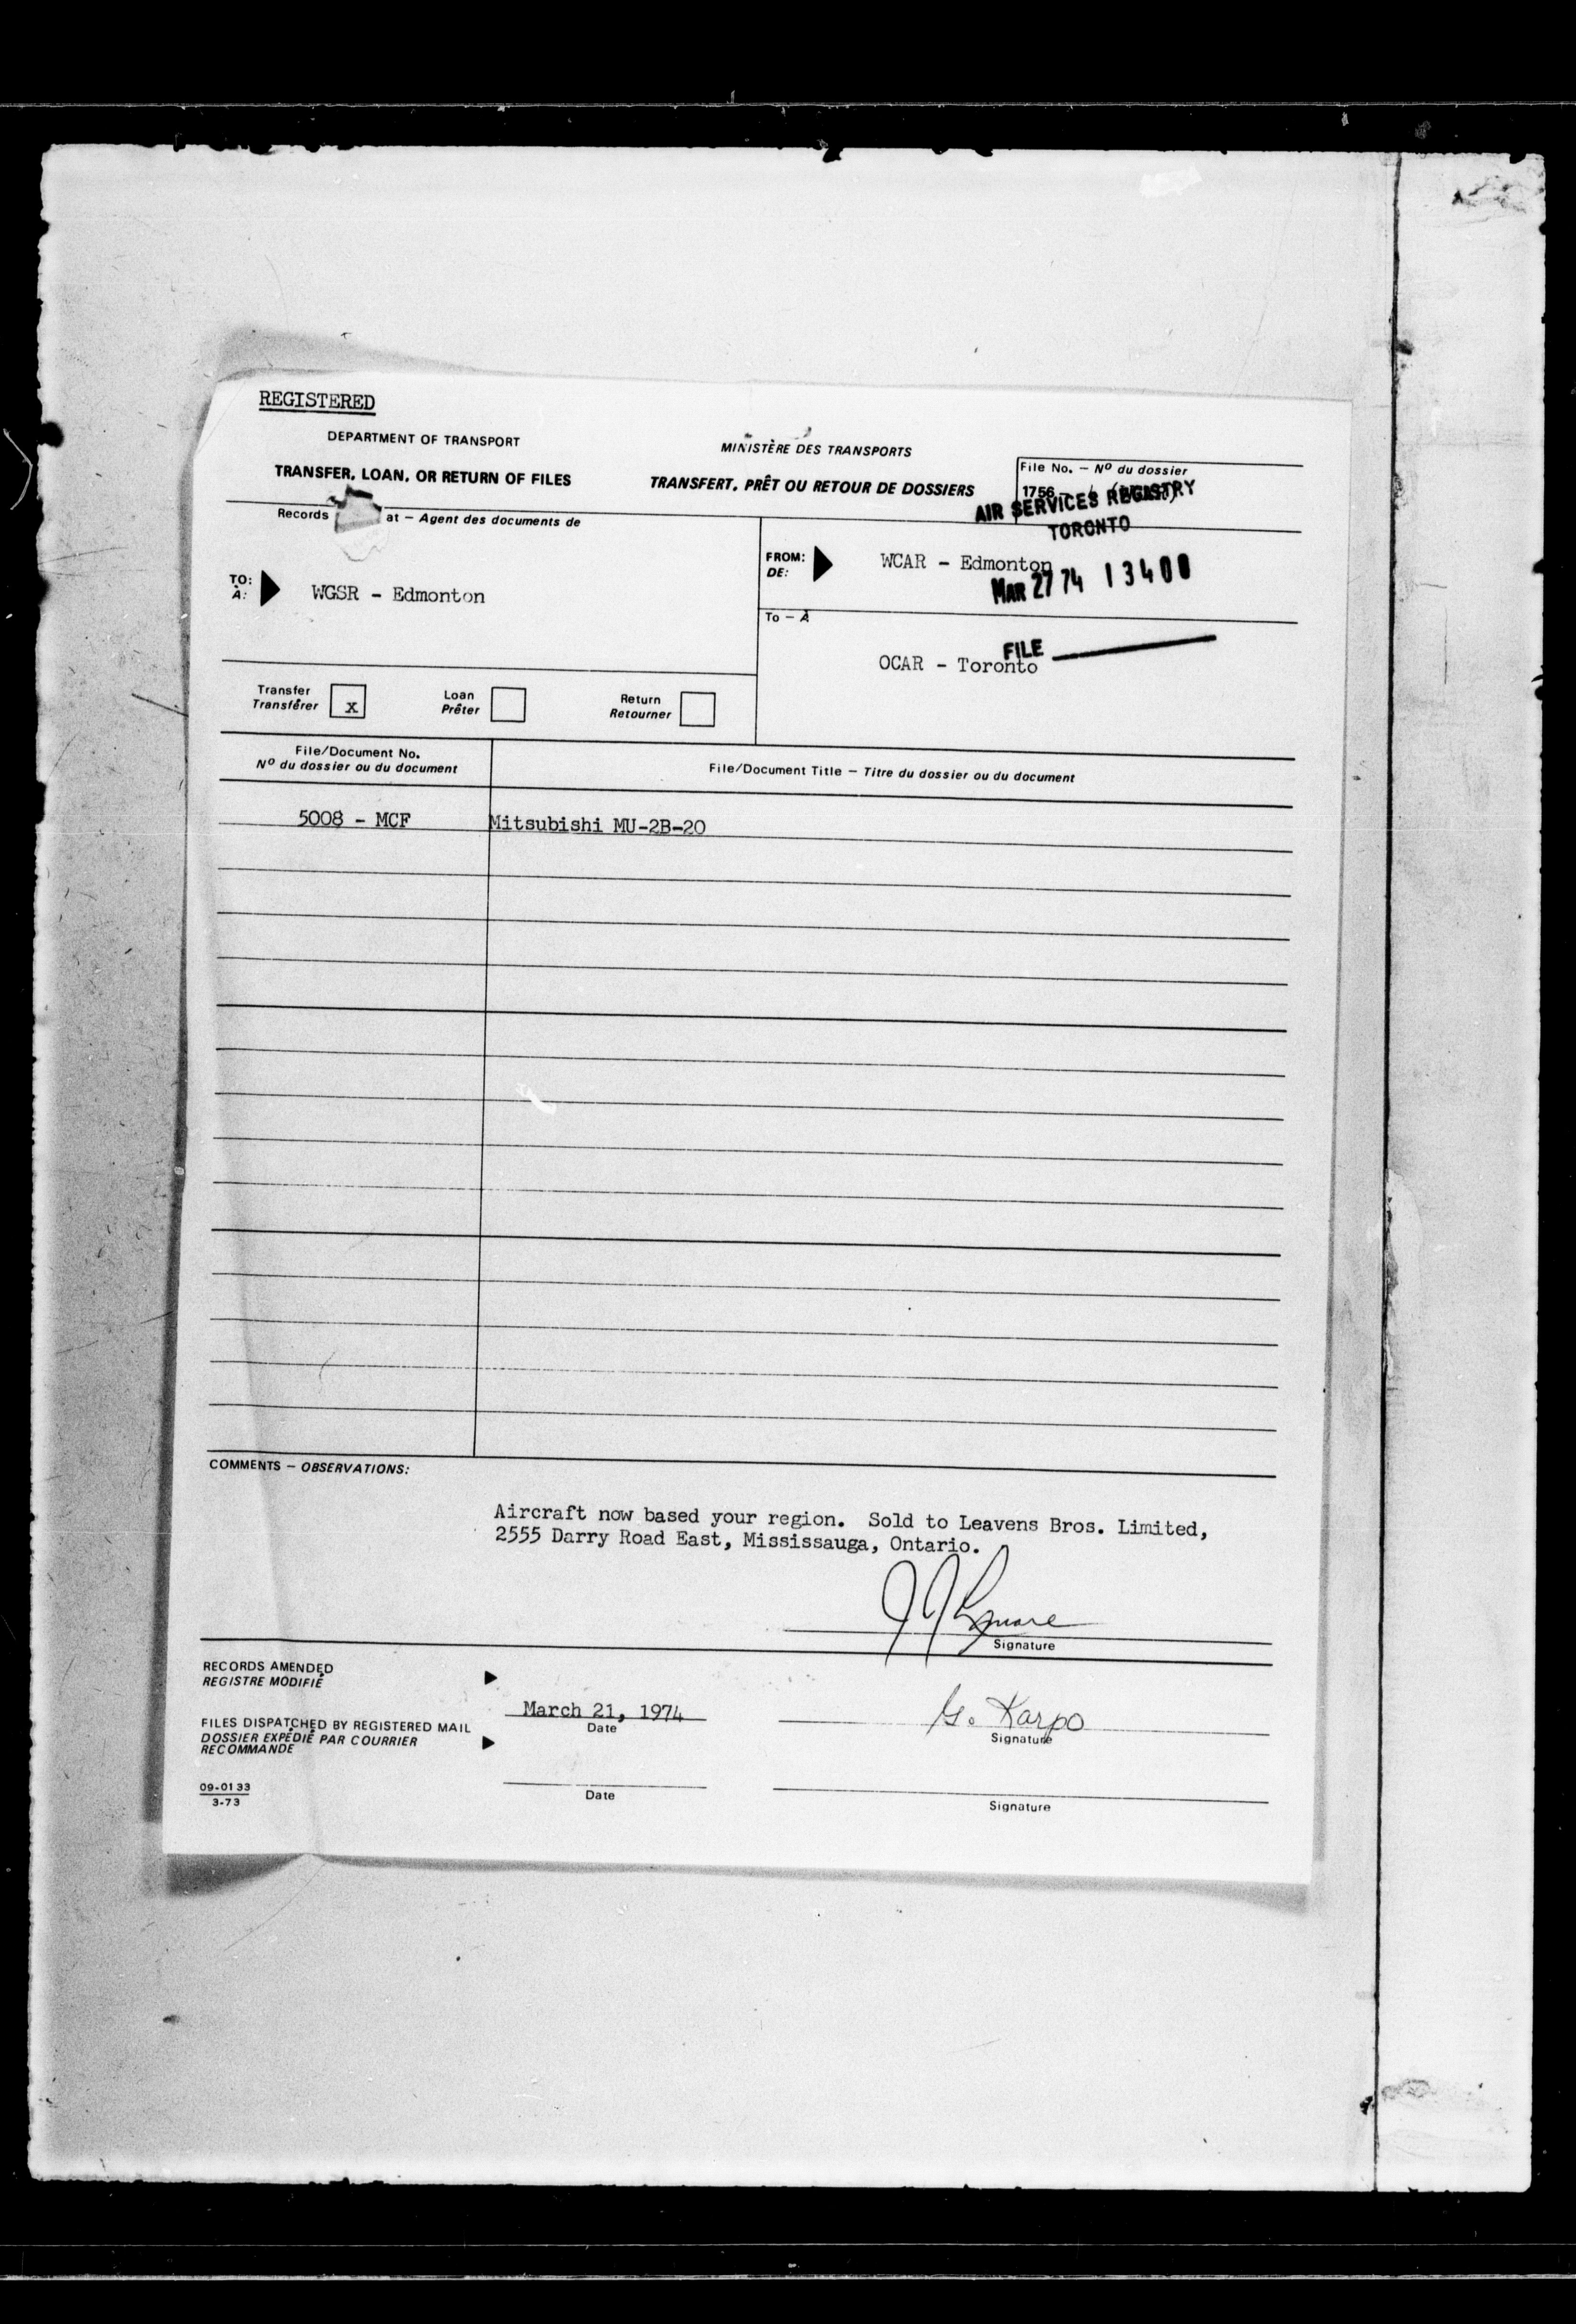 REGISTERED
DEPARTMENT OF TRANSPORT
MINISTÈRE DES TRANSPORTS
TRANSFER, LOAN, OR RETURN OF FILES
TRANSFERT, PRÊT OU RETOUR DE DOSSIERS
File No. – Nº du dossier
1756
AIR SERVICES REGISTRY
TORONTO
Records at – Agent des documents de
TO:
À:
WGSR - Edmonton
FROM:
DE:
WCAR - Edmonton
MAR 27 74 13400
To – À
FILE
OCAR - Toronto
Transfer
Transférer
x
Loan
Prêter
Return
Retourner
File/Document No.
Nº du dossier ou du document
File/Document Title – Titre du dossier ou du document
5008 - MCF
Mitsubishi MU-2B-20
COMMENTS – OBSERVATIONS:
Aircraft now based your region. Sold to Leavens Bros. Limited,
2555 Darry Road East, Mississauga, Ontario.
Signature
RECORDS AMENDED
REGISTRE MODIFIÉ
March 21, 1974
Date
G. Karpo
Signature
FILES DISPATCHED BY REGISTERED MAIL
DOSSIER EXPÉDIÉ PAR COURRIER
RECOMMANDE
Date
Signature
09-0133
3-73